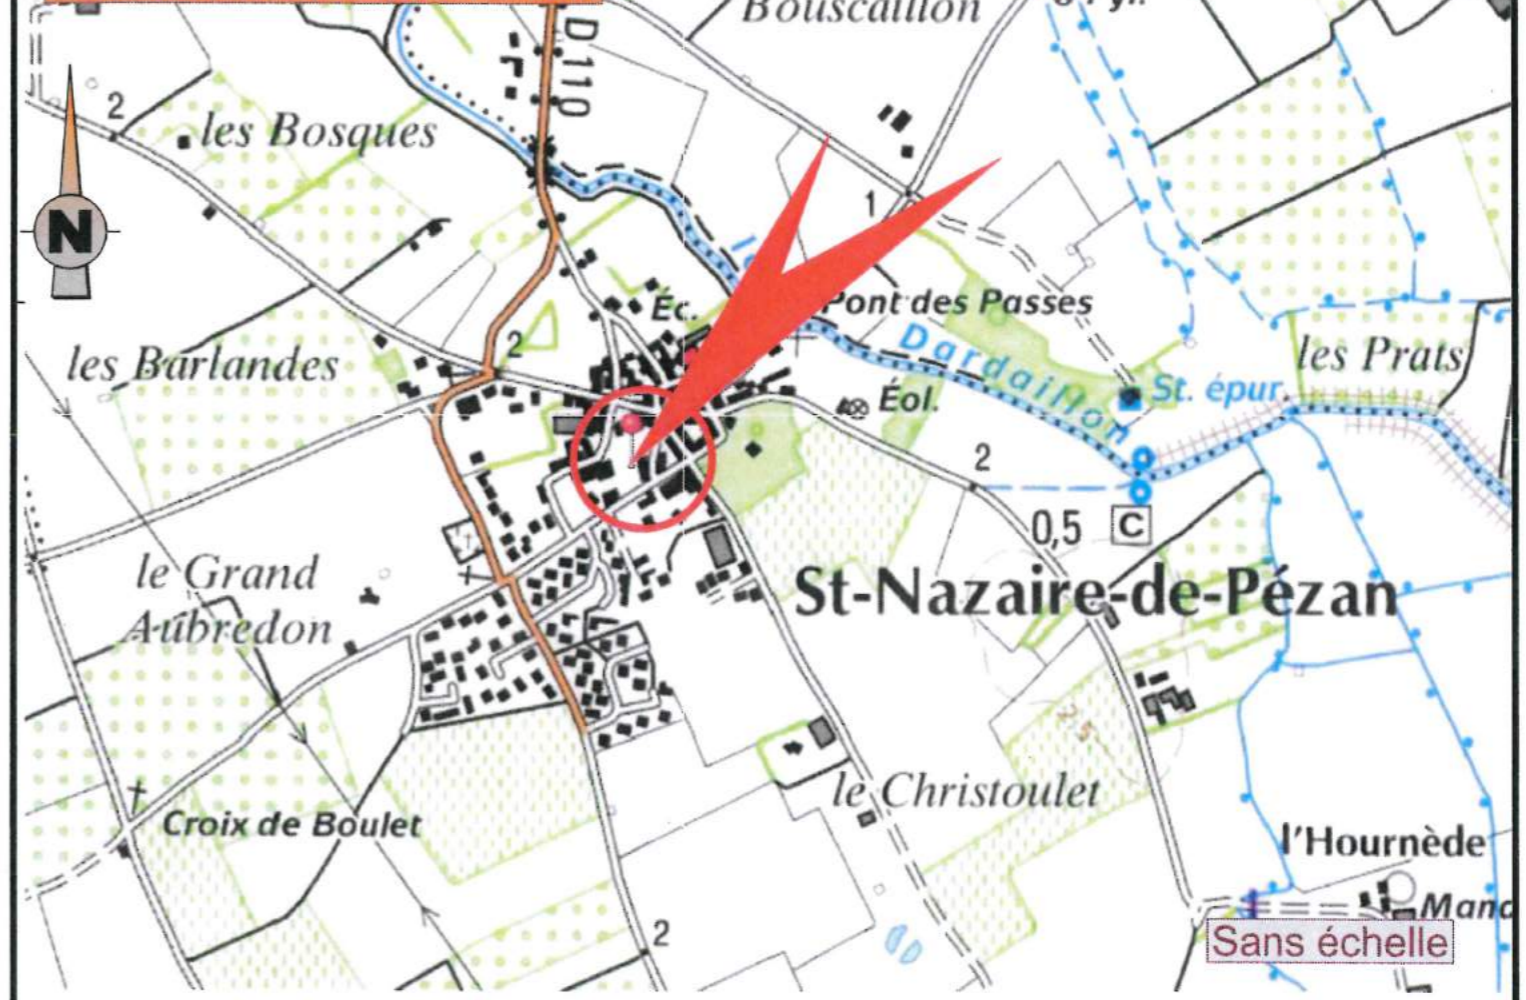 Bouscaillon
D 110
2
les Bosques
N
1
Éc.
Pont des Passes
2
les Barlandes
Dardaillon
les Prats
Éol.
St. épur.
2
0,5
C
le Grand
Aubredon
St-Nazaire-de-Pézan
25
le Christoulet
Croix de Boulet
l'Hournède
Manè
2
Sans échelle